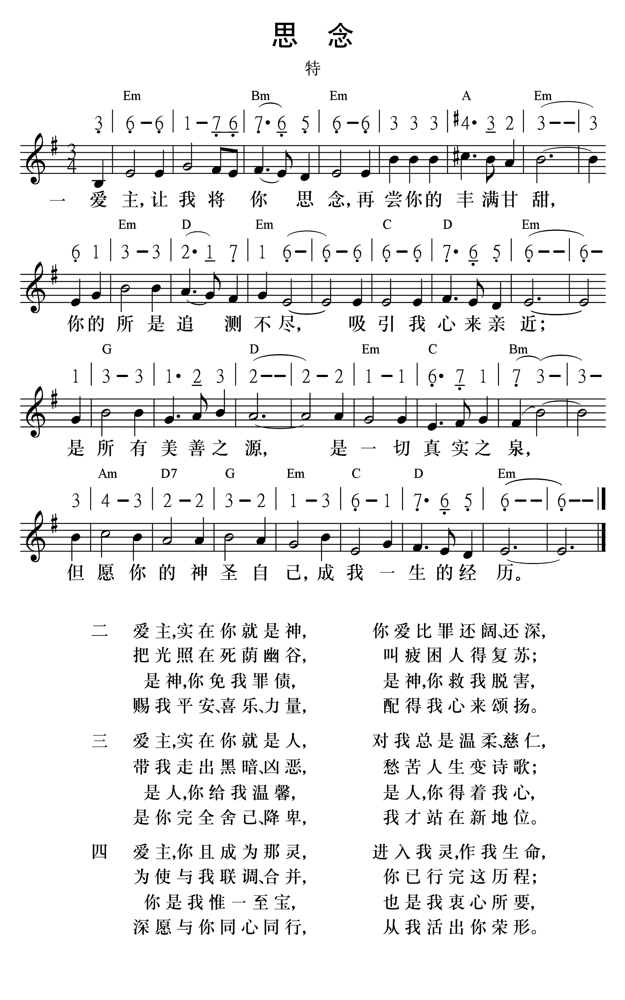 思 念
特
Em Bm Em A Em
3 | 6 – 6 | 1 – 7 6 | 7• 6 5 | 6 – 6 | 3 3 3 | #4• 3 2 | 3 – – | 3
3
4
一 爱 主, 让 我 将 你 思 念, 再 尝 你 的 丰 满 甘 甜,
Em D Em C D Em
6 1 | 3 – 3 | 2• 1 7 | 1 6 – | 6 – 6 | 6 – 6 | 7• 6 5 | 6 – – | 6 –
你 的 所 是 追 测 不 尽, 吸 引 我 心 来 亲 近;
G D Em C Bm
1 | 3 – 3 | 1• 2 3 | 2 – – | 2 – 2 | 1 – 1 | 6• 7 1 | 7 3 – | 3 –
是 所 有 美 善 之 源, 是 一 切 真 实 之 泉,
Am D7 G Em C D Em
3 | 4 – 3 | 2 – 2 | 3 – 2 | 1 – 3 | 6 – 1 | 7• 6 5 | 6 – – | 6 – –
但 愿 你 的 神 圣 自 己, 成 我 一 生 的 经 历。
二 爱主,实在你就是神, 你爱比罪还阔、还深,
把光照在死荫幽谷, 叫疲困人得复苏;
是神,你免我罪债, 是神,你救我脱害,
赐我平安、喜乐、力量, 配得我心来颂扬。
三 爱主,实在你就是人, 对我总是温柔、慈仁,
带我走出黑暗、凶恶, 愁苦人生变诗歌;
是人,你给我温馨, 是人,你得着我心,
是你完全舍己、降卑, 我才站在新地位。
四 爱主,你且成为那灵, 进入我灵,作我生命,
为使与我联调、合并, 你已行完这历程;
你是我惟一至宝, 也是我衷心所要,
深愿与你同心同行, 从我活出你荣形。